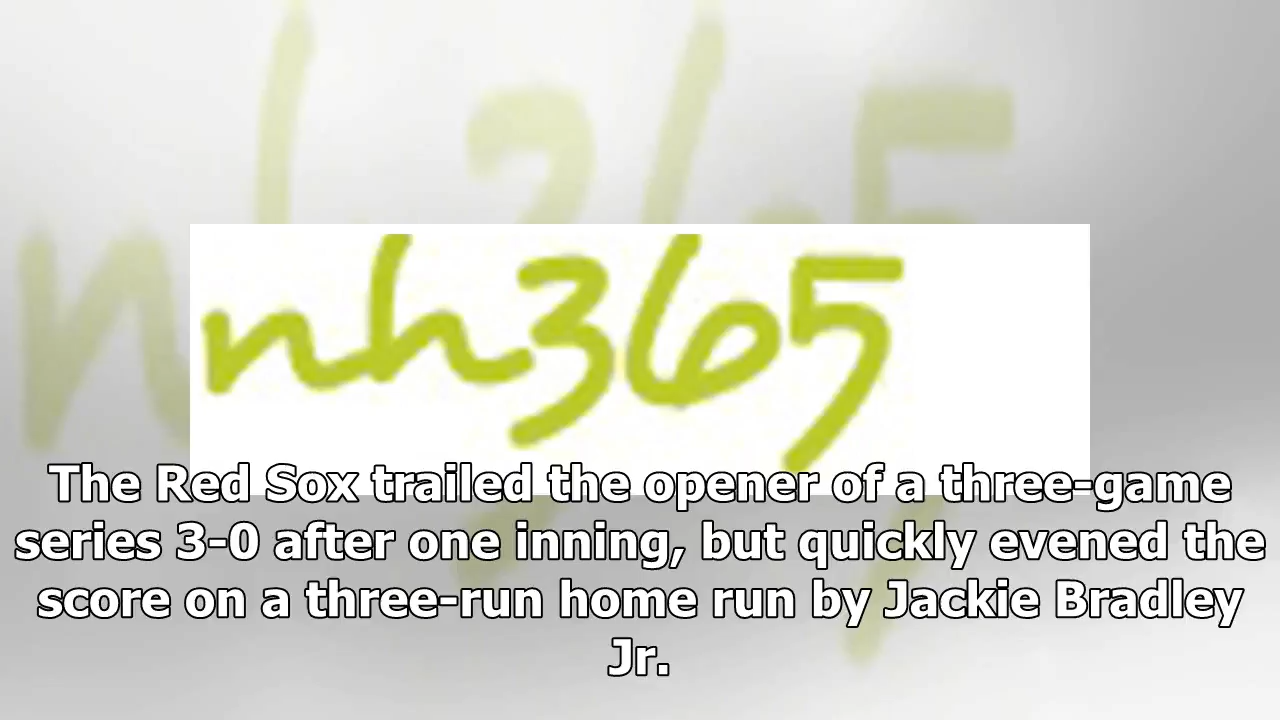 nh365
The Red Sox trailed the opener of a three-game
series 3-0 after one inning, but quickly evened the
score on a three-run home run by Jackie Bradley
Jr.